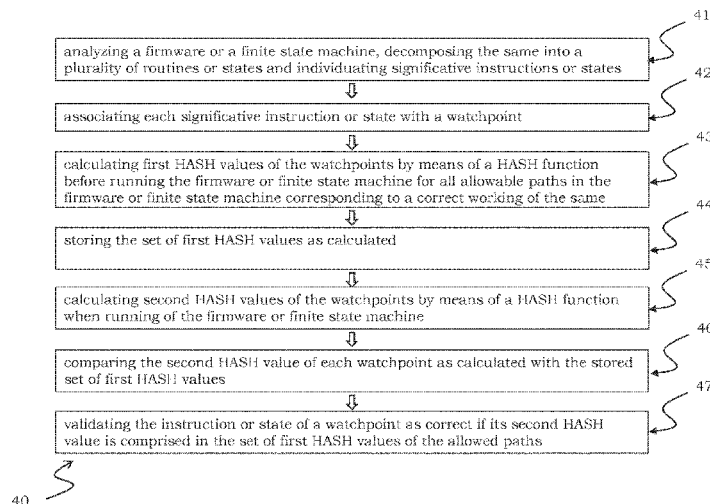 41
analyzing a firmware or a finite state machine, decomposing the same into a
plurality of routines or states and individuating significative instructions or states
42
associating each significative instruction or state with a watchpoint
43
calculating first HASH values of the watchpoints by means of a HASH function
before running the firmware or finite state machine for all allowable paths in the
firmware or finite state machine corresponding to a correct working of the same
44
storing the set of first HASH values as calculated
45
calculating second HASH values of the watchpoints by means of a HASH function
when running of the firmware or finite state machine
46
comparing the second HASH value of each watchpoint as calculated with the stored
set of first HASH values
47
validating the instruction or state of a watchpoint as correct if its second HASH
value is comprised in the set of first HASH values of the allowed paths
40